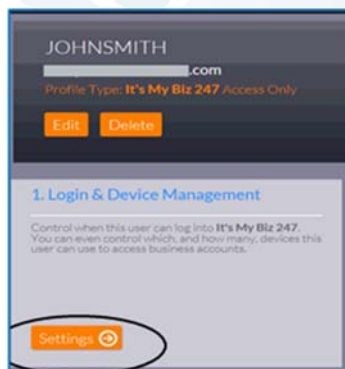 JOHNSMITH
.com
Profile Type: It's My Biz 247 Access Only
Edit Delete
1. Login & Device Management
Control when this user can log into It's My Biz 247.
You can even control which, and how many, devices this
user can use to access business accounts.
Settings